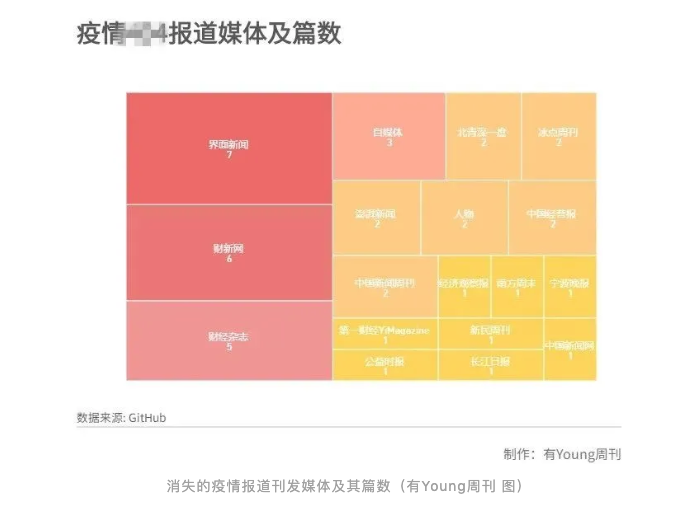 疫情4报道媒体及篇数
界面新闻
7
财新网
6
财经杂志
5
自媒体
3
北青深一度
2
冰点周刊
2
澎湃新闻
2
人物
2
中国经营报
2
中国新闻周刊
2
经济观察报
1
南方周末
1
宁波晚报
1
第一财经YiMagazine
1
新民周刊
1
中国新闻网
1
公益时报
1
长江日报
1
数据来源: GitHub
制作：有Young周刊
消失的疫情报道刊发媒体及其篇数（有Young周刊 图）